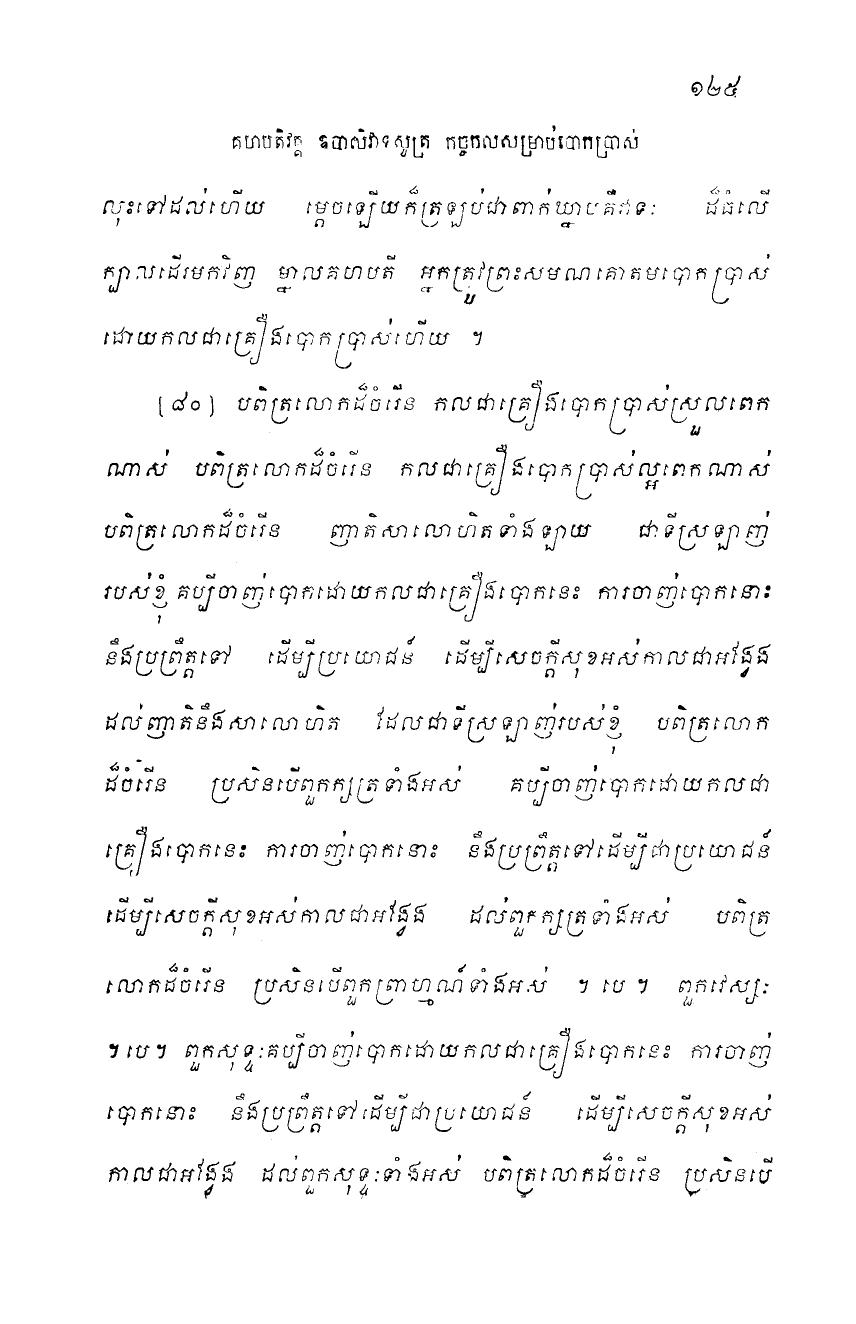 ១២៥
គហបតិវគ្គ ឧបាលិវាទសូត្រ កិច្ចកលសម្រាប់បោកប្រាស់
លុះទៅដល់ហើយ ម្តេចឡើយក៏ត្រឡប់ជាពាក់ឃ្នាបគឺវាទៈ ដ៏ធំលើ
ក្បាលដើរមកវិញ ម្នាលគហបតី អ្នកត្រូវព្រះសមណគោតមបោកប្រាស់
ដោយកលជាគ្រឿងបោកប្រាស់ហើយ ។
[៨០] បពិត្រលោកដ៏ចំរើន កលជាគ្រឿងបោកប្រាស់ស្រួលពេក
ណាស់ បពិត្រលោកដ៏ចំរើន កលជាគ្រឿងបោកប្រាស់ល្អពេកណាស់
បពិត្រលោកដ៏ចំរើន ញាតិសាលោហិតទាំងឡាយ ជាទីស្រឡាញ់
របស់ខ្ញុំ គប្បីចាញ់បោកដោយកលជាគ្រឿងបោកនេះ ការចាញ់បោកនោះ
នឹងប្រព្រឹត្តទៅ ដើម្បីប្រយោជន៍ ដើម្បីសេចក្តីសុខអស់កាលជាអង្វែង
ដល់ញាតិនឹងសាលោហិត ដែលជាទីស្រឡាញ់របស់ខ្ញុំ បពិត្រលោក
ដ៏ចំរើន ប្រសិនបើពួកក្សត្រទាំងអស់ គប្បីចាញ់បោកដោយកលជា
គ្រឿងបោកនេះ ការចាញ់បោកនោះ នឹងប្រព្រឹត្តទៅដើម្បីជាប្រយោជន៍
ដើម្បីសេចក្តីសុខអស់កាលជាអង្វែង ដល់ពួកក្សត្រទាំងអស់ បពិត្រ
លោកដ៏ចំរើន ប្រសិនបើពួកព្រាហ្មណ៍ទាំងអស់ ។ បេ ។ ពួកវេស្សៈ
។ បេ ។ ពួកសុទ្ទៈគប្បីចាញ់បោកដោយកលជាគ្រឿងបោកនេះ ការចាញ់
បោកនោះ នឹងប្រព្រឹត្តទៅដើម្បីជាប្រយោជន៍ ដើម្បីសេចក្តីសុខអស់
កាលជាអង្វែង ដល់ពួកសុទ្ទៈទាំងអស់ បពិត្រលោកដ៏ចំរើន ប្រសិនបើ